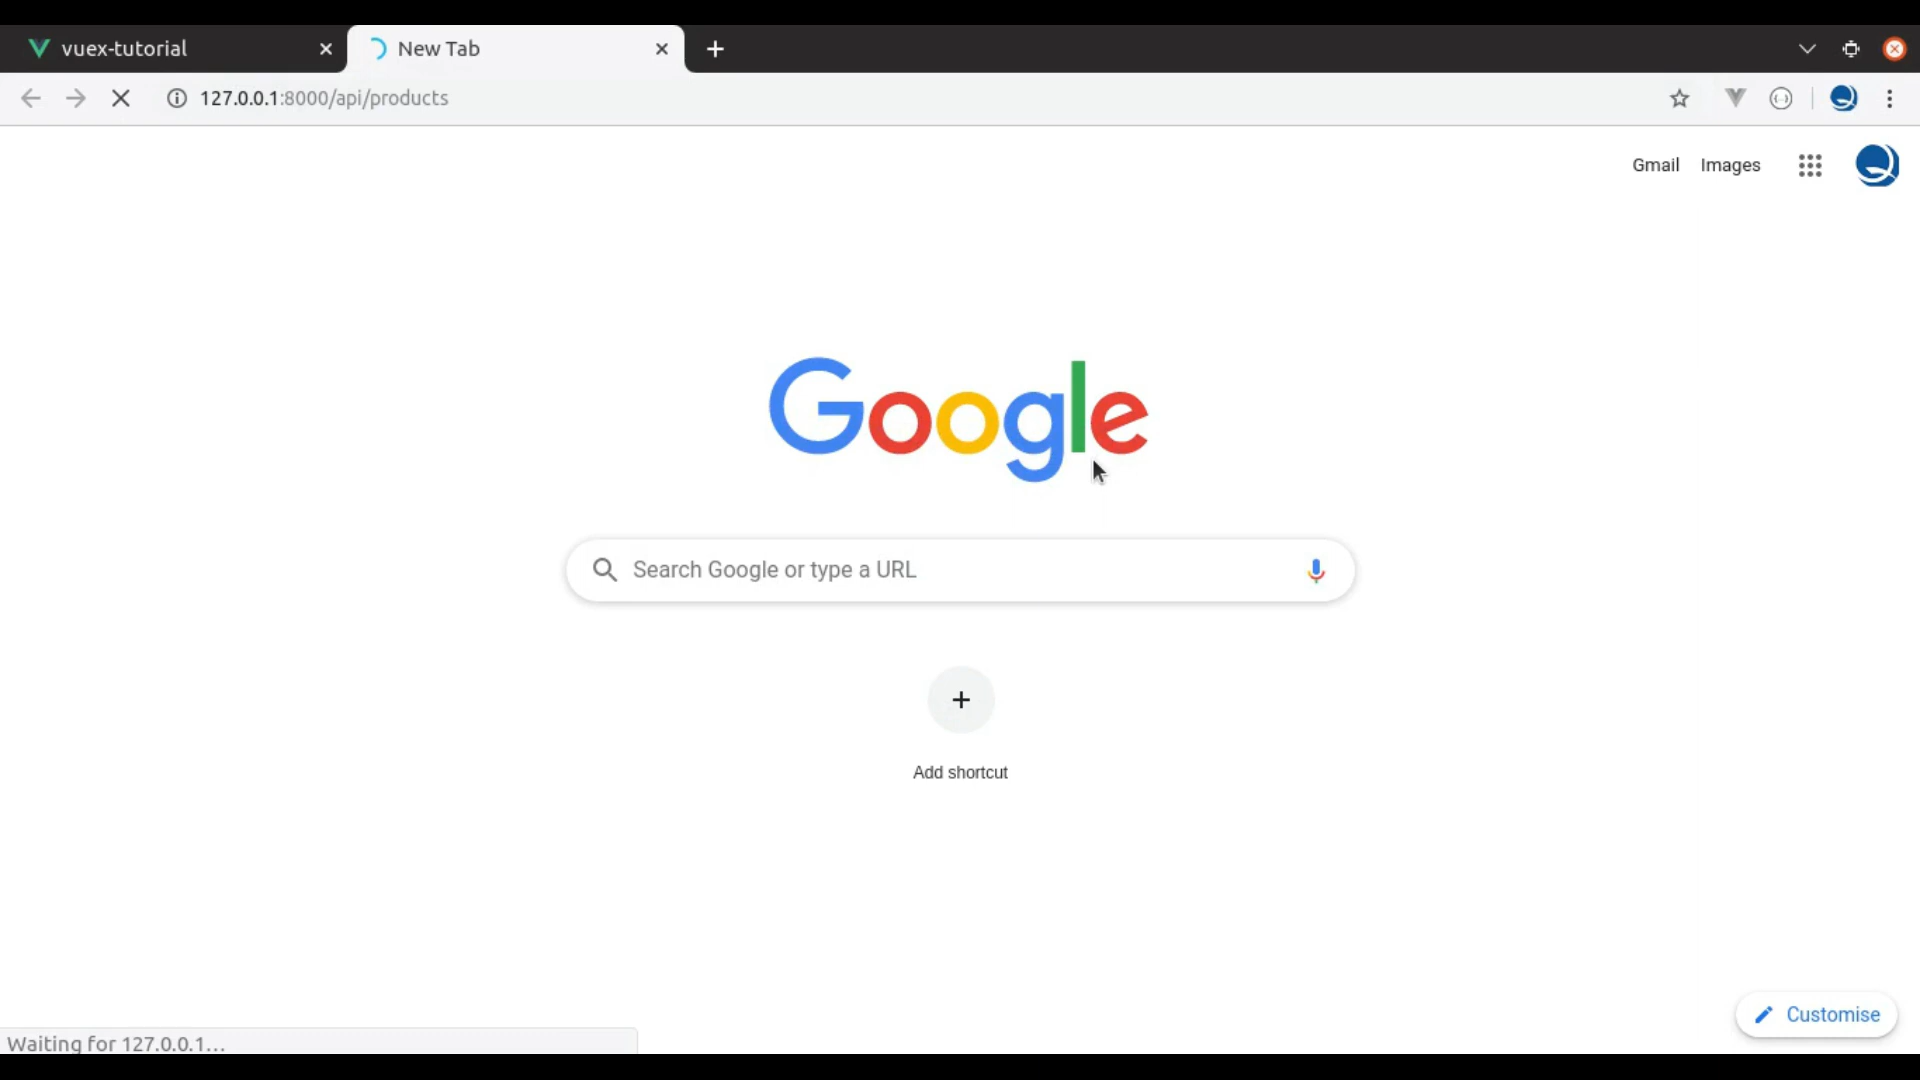 vuex-tutorial
New Tab
127.0.0.1:8000/api/products
Gmail Images
Google
Search Google or type a URL
Add shortcut
Customise
Waiting for 127.0.0.1...